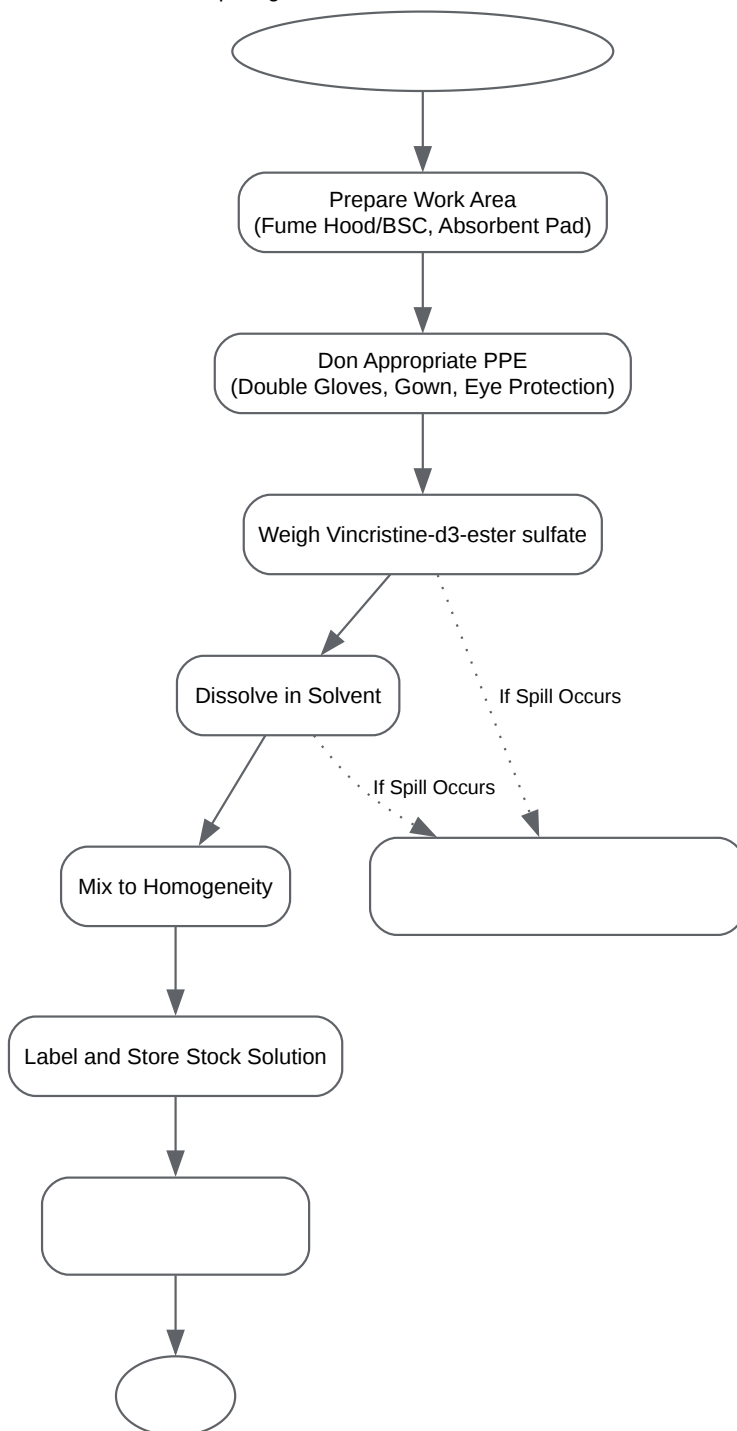 Prepare Work Area
(Fume Hood/BSC, Absorbent Pad)
Don Appropriate PPE
(Double Gloves, Gown, Eye Protection)
Weigh Vincristine-d3-ester sulfate
Dissolve in Solvent
If Spill Occurs
If Spill Occurs
Mix to Homogeneity
Label and Store Stock Solution